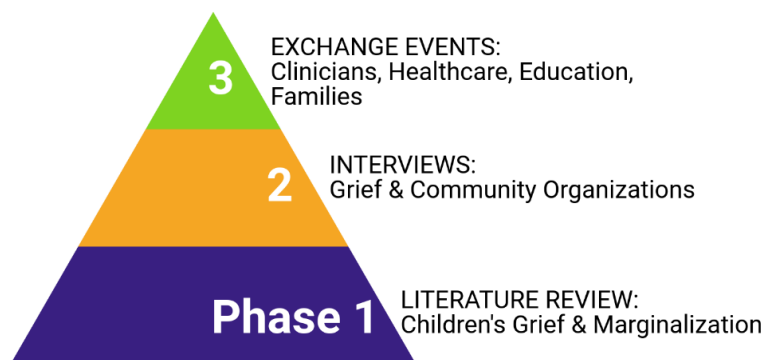 3
EXCHANGE EVENTS:
Clinicians, Healthcare, Education,
Families
2
INTERVIEWS:
Grief & Community Organizations
Phase 1
LITERATURE REVIEW:
Children's Grief & Marginalization